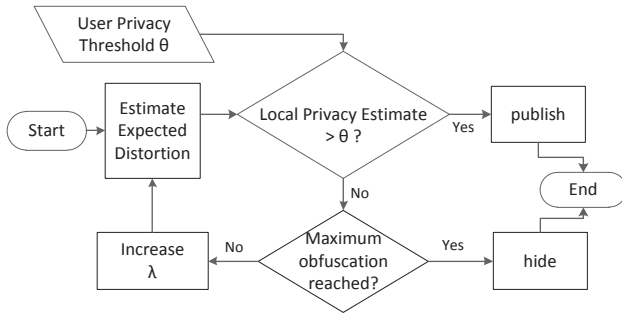 User Privacy
Threshold θ
Start
Estimate
Expected
Distortion
Local Privacy Estimate
> θ ?
Yes
publish
End
No
Maximum
obfuscation
reached?
No
Increase
λ
Yes
hide